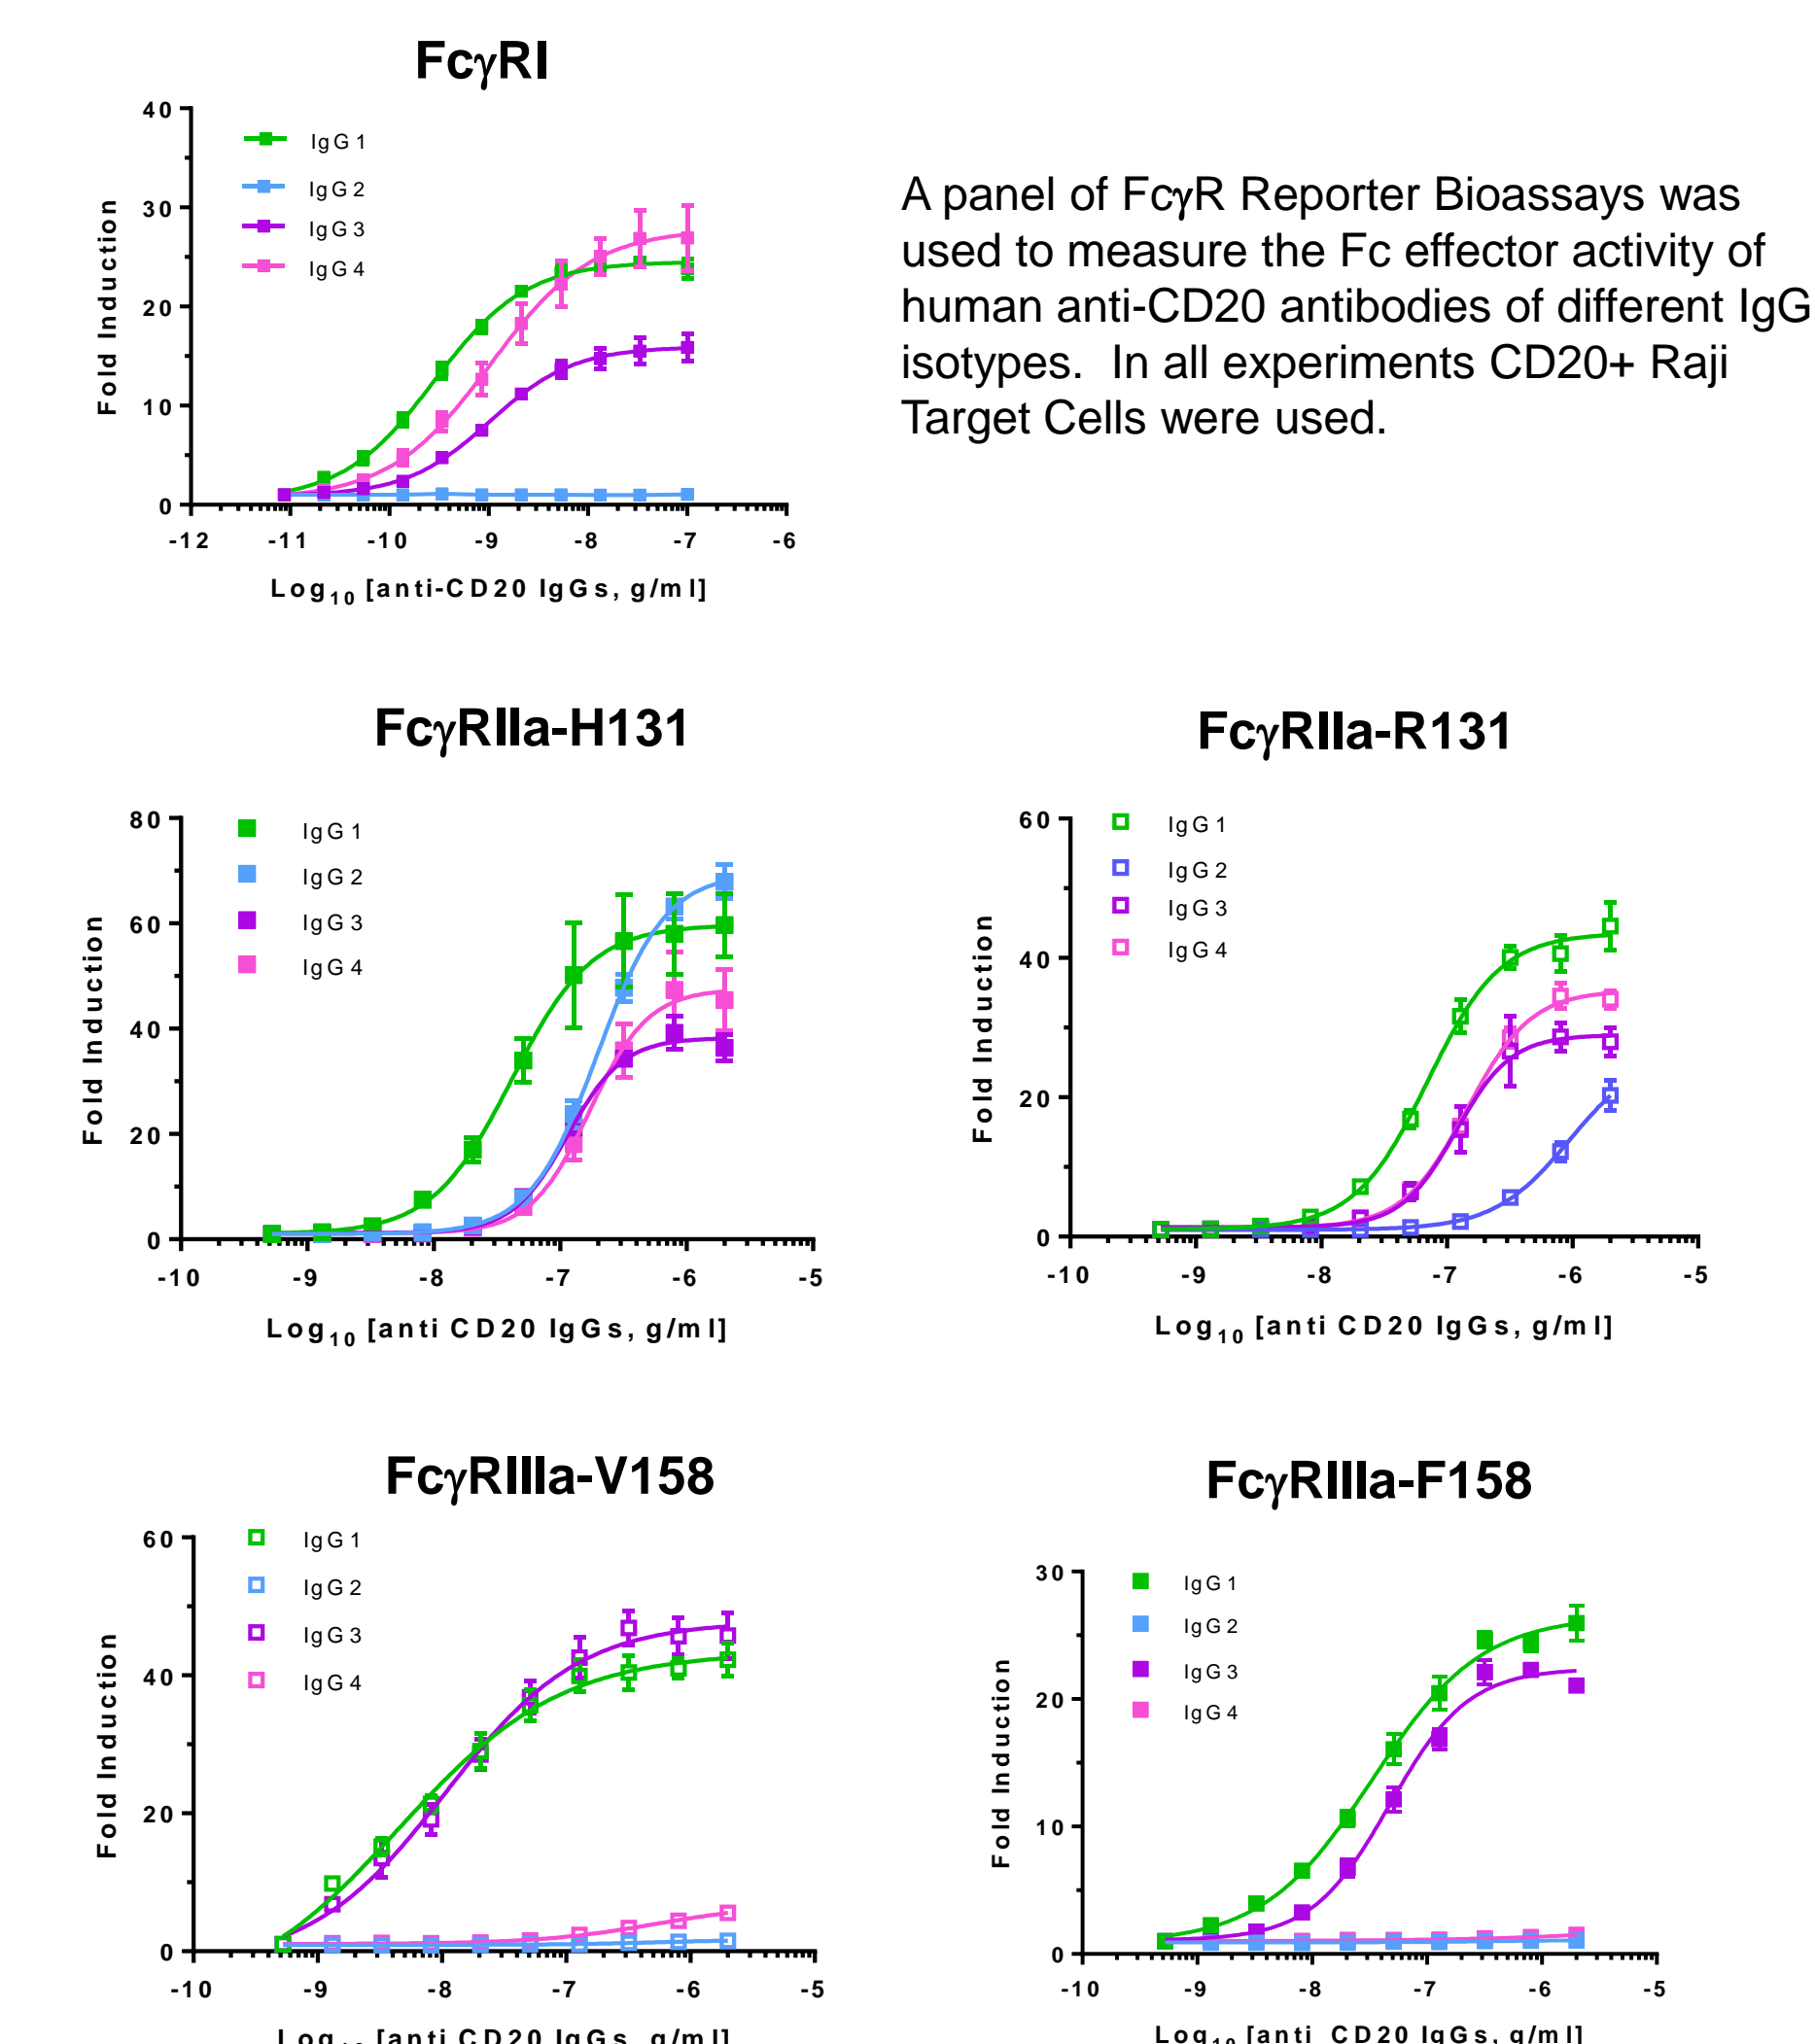 FcγRI
40
30
20
10
0
Fold Induction
IgG1
IgG2
IgG3
IgG4
-12 -11 -10 -9 -8 -7 -6
Log10 [anti-CD20 IgGs, g/ml]
A panel of FcγR Reporter Bioassays was
used to measure the Fc effector activity of
human anti-CD20 antibodies of different IgG
isotypes. In all experiments CD20+ Raji
Target Cells were used.
FcγRIIa-H131
80
60
40
20
0
Fold Induction
IgG1
IgG2
IgG3
IgG4
-10 -9 -8 -7 -6 -5
Log10 [anti CD20 IgGs, g/ml]
FcγRIIa-R131
60
40
20
0
Fold Induction
IgG1
IgG2
IgG3
IgG4
-10 -9 -8 -7 -6 -5
Log10 [anti CD20 IgGs, g/ml]
FcγRIIIa-V158
60
40
20
0
Fold Induction
IgG1
IgG2
IgG3
IgG4
-10 -9 -8 -7 -6 -5
Log10 [anti CD20 IgGs, g/ml]
FcγRIIIa-F158
30
20
10
0
Fold Induction
IgG1
IgG2
IgG3
IgG4
-10 -9 -8 -7 -6 -5
Log10 [anti CD20 IgGs, g/ml]